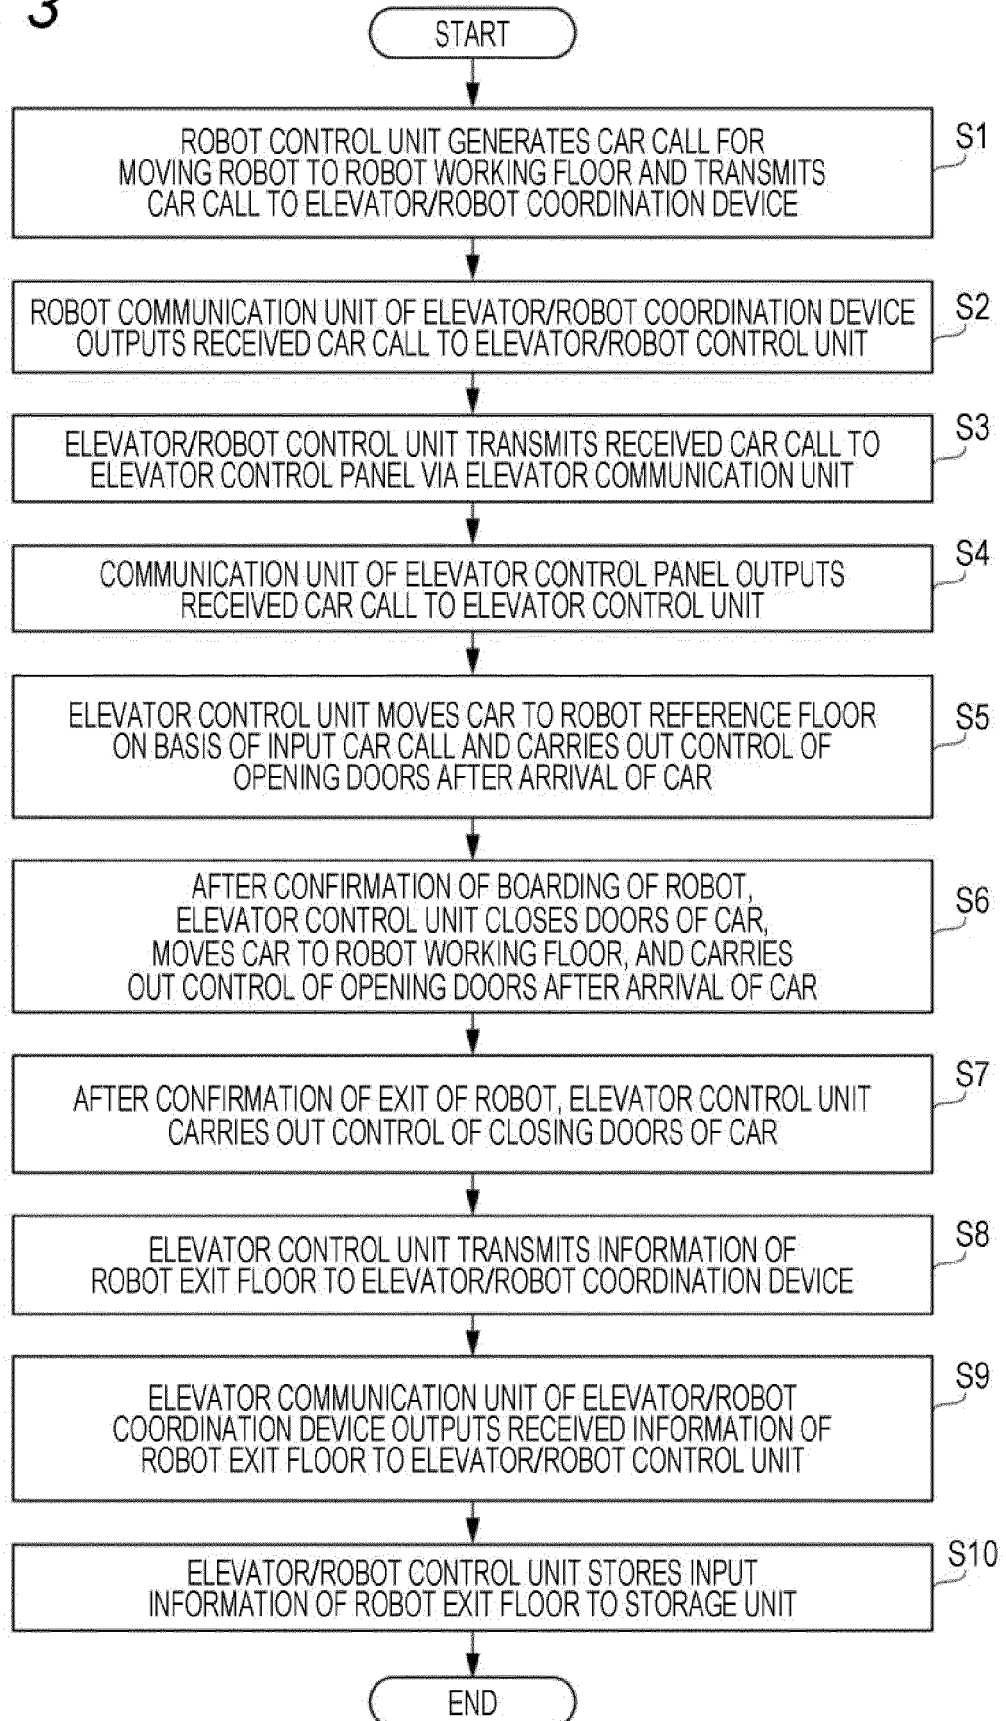 3
START
ROBOT CONTROL UNIT GENERATES CAR CALL FOR
MOVING ROBOT TO ROBOT WORKING FLOOR AND TRANSMITS
CAR CALL TO ELEVATOR/ROBOT COORDINATION DEVICE
S1
ROBOT COMMUNICATION UNIT OF ELEVATOR/ROBOT COORDINATION DEVICE
OUTPUTS RECEIVED CAR CALL TO ELEVATOR/ROBOT CONTROL UNIT
S2
ELEVATOR/ROBOT CONTROL UNIT TRANSMITS RECEIVED CAR CALL TO
ELEVATOR CONTROL PANEL VIA ELEVATOR COMMUNICATION UNIT
S3
COMMUNICATION UNIT OF ELEVATOR CONTROL PANEL OUTPUTS
RECEIVED CAR CALL TO ELEVATOR CONTROL UNIT
S4
ELEVATOR CONTROL UNIT MOVES CAR TO ROBOT REFERENCE FLOOR
ON BASIS OF INPUT CAR CALL AND CARRIES OUT CONTROL OF
OPENING DOORS AFTER ARRIVAL OF CAR
S5
AFTER CONFIRMATION OF BOARDING OF ROBOT,
ELEVATOR CONTROL UNIT CLOSES DOORS OF CAR,
MOVES CAR TO ROBOT WORKING FLOOR, AND CARRIES
OUT CONTROL OF OPENING DOORS AFTER ARRIVAL OF CAR
S6
AFTER CONFIRMATION OF EXIT OF ROBOT, ELEVATOR CONTROL UNIT
CARRIES OUT CONTROL OF CLOSING DOORS OF CAR
S7
ELEVATOR CONTROL UNIT TRANSMITS INFORMATION OF
ROBOT EXIT FLOOR TO ELEVATOR/ROBOT COORDINATION DEVICE
S8
ELEVATOR COMMUNICATION UNIT OF ELEVATOR/ROBOT
COORDINATION DEVICE OUTPUTS RECEIVED INFORMATION OF
ROBOT EXIT FLOOR TO ELEVATOR/ROBOT CONTROL UNIT
S9
ELEVATOR/ROBOT CONTROL UNIT STORES INPUT
INFORMATION OF ROBOT EXIT FLOOR TO STORAGE UNIT
S10
END